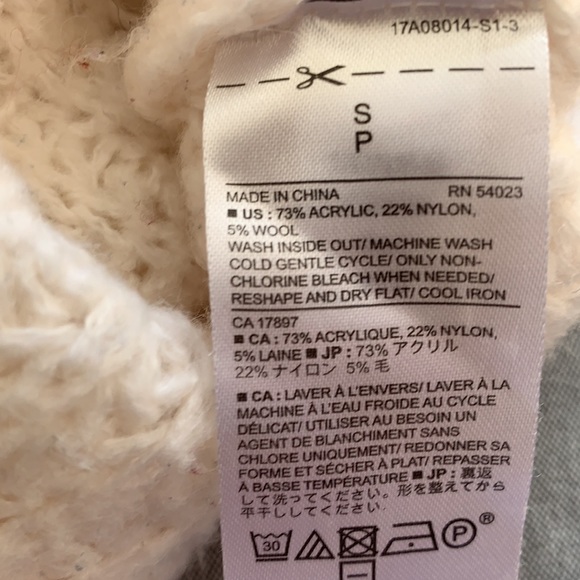 17A08014-S1-3
S
P
MADE IN CHINA RN 54023
■ US : 73% ACRYLIC, 22% NYLON,
5% WOOL
WASH INSIDE OUT/ MACHINE WASH
COLD GENTLE CYCLE/ ONLY NON-
CHLORINE BLEACH WHEN NEEDED/
RESHAPE AND DRY FLAT/ COOL IRON
CA 17897
■ CA : 73% ACRYLIQUE, 22% NYLON,
5% LAINE ■ JP : 73% アクリル
22% ナイロン 5% 毛
■ CA : LAVER À L'ENVERS/ LAVER À LA
MACHINE À L'EAU FROIDE AU CYCLE
DÉLICAT/ UTILISER AU BESOIN UN
AGENT DE BLANCHIMENT SANS
CHLORE UNIQUEMENT/ REDONNER SA
FORME ET SÉCHER À PLAT/ REPASSER
À BASSE TEMPÉRATURE ■ JP : 裏返
して洗ってください。形を整えてから
平干ししてください。
30 P ®